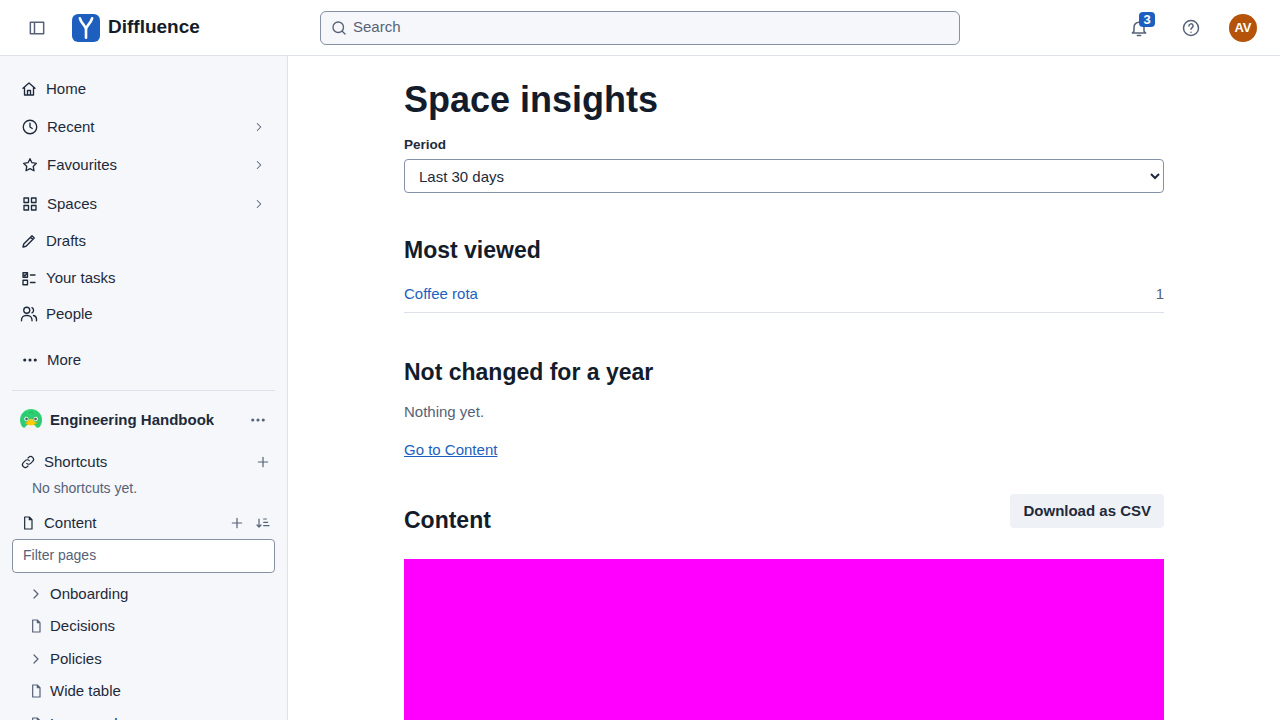 Diffluence
Search
3
AV
Home
Recent
Favourites
Spaces
Drafts
Your tasks
People
More
Engineering Handbook
Shortcuts
No shortcuts yet.
Content
Filter pages
Onboarding
Decisions
Policies
Wide table
Space insights
Period
Last 30 days
Most viewed
Coffee rota 1
Not changed for a year
Nothing yet.
Go to Content
Content
Download as CSV